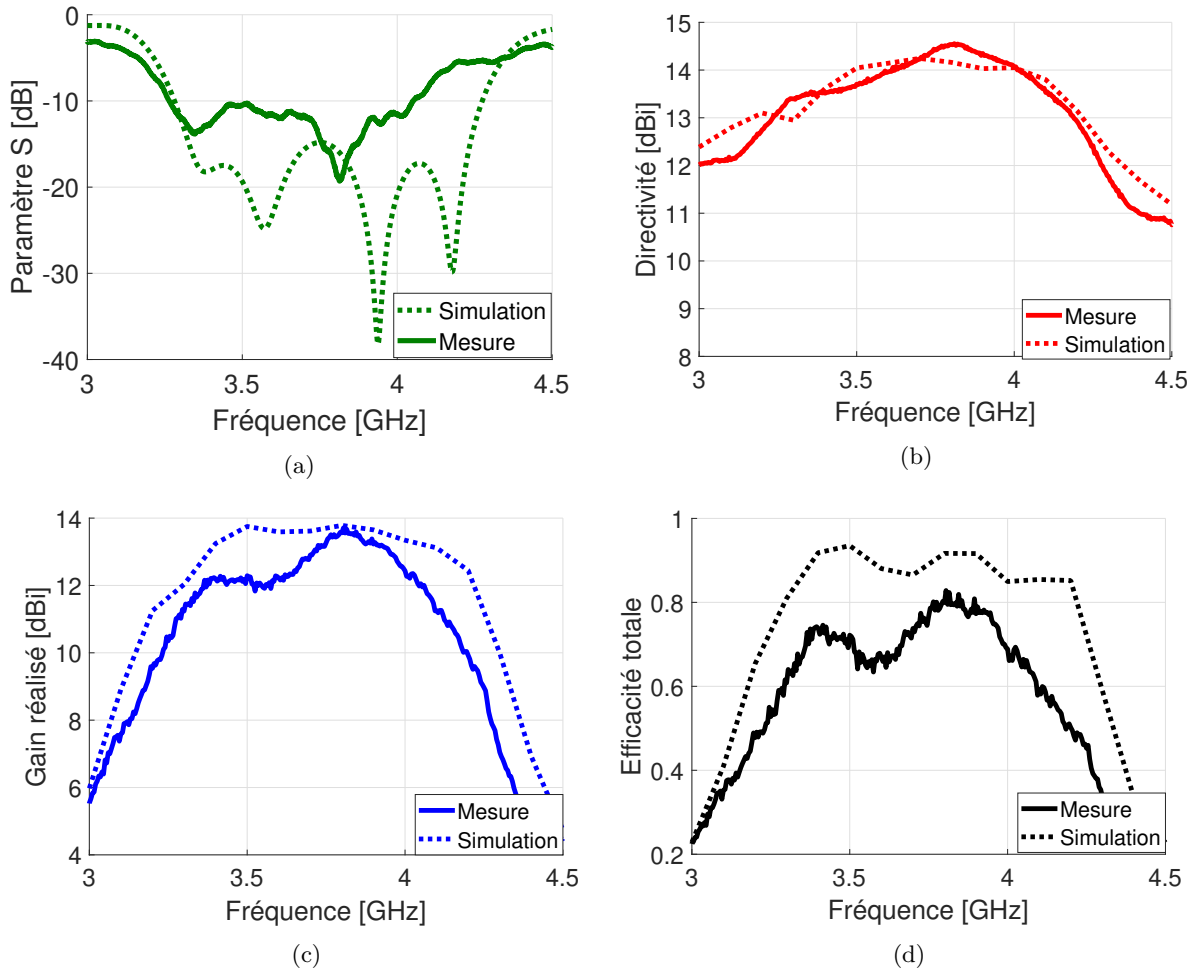 0
-10
-20
-30
-40
Paramètre S [dB]
Simulation
Mesure
3
3.5
4
4.5
Fréquence [GHz]
(a)
15
14
13
12
11
10
9
8
Directivité [dBi]
Mesure
Simulation
3
3.5
4
4.5
Fréquence [GHz]
(b)
14
12
10
8
6
4
Gain réalisé [dBi]
Mesure
Simulation
3
3.5
4
4.5
Fréquence [GHz]
(c)
1
0.8
0.6
0.4
0.2
Efficacité totale
Mesure
Simulation
3
3.5
4
4.5
Fréquence [GHz]
(d)